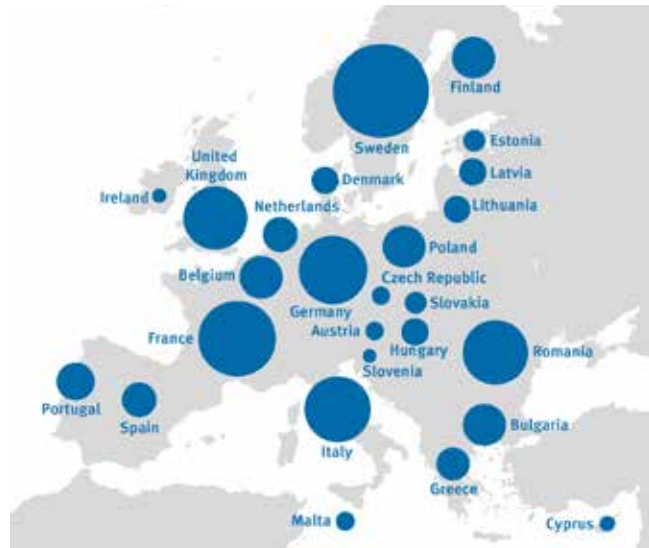 Finland
Sweden
Estonia
United
Kingdom
Latvia
Denmark
Ireland
Netherlands
Lithuania
Poland
Belgium
Czech Republic
Germany
Slovakia
France
Austria
Hungary
Romania
Slovenia
Portugal
Spain
Bulgaria
Italy
Greece
Malta
Cyprus